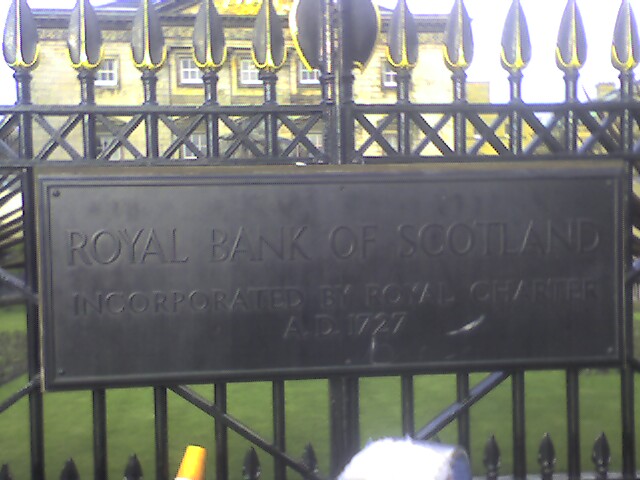 ROYAL BANK OF SCOTLAND
INCORPORATED BY ROYAL CHARTER
A.D. 1727